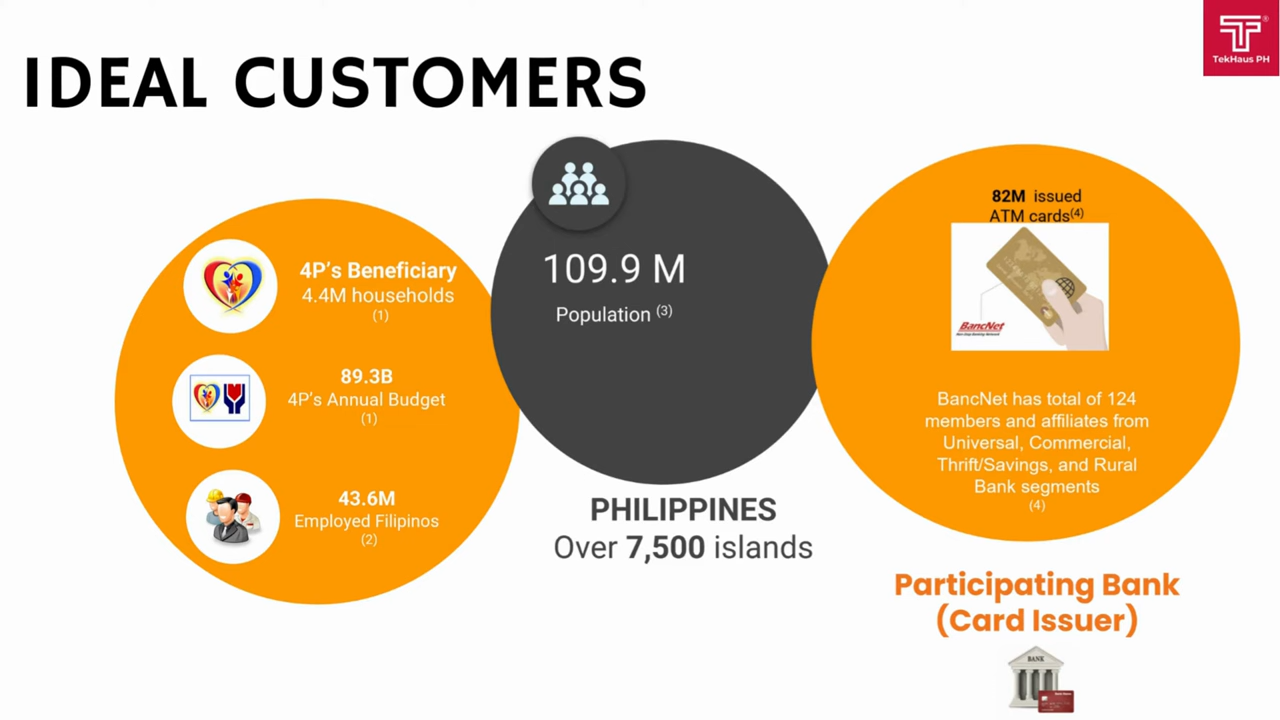 TekHaus PH
IDEAL CUSTOMERS
4P's Beneficiary
4.4M households
(1)
89.3B
4P's Annual Budget
(1)
43.6M
Employed Filipinos
(2)
109.9 M
Population (3)
PHILIPPINES
Over 7,500 islands
82M issued
ATM cards(4)
BancNet
BancNet has total of 124
members and affiliates from
Universal, Commercial,
Thrift/Savings, and Rural
Bank segments
(4)
Participating Bank
(Card Issuer)
BANK